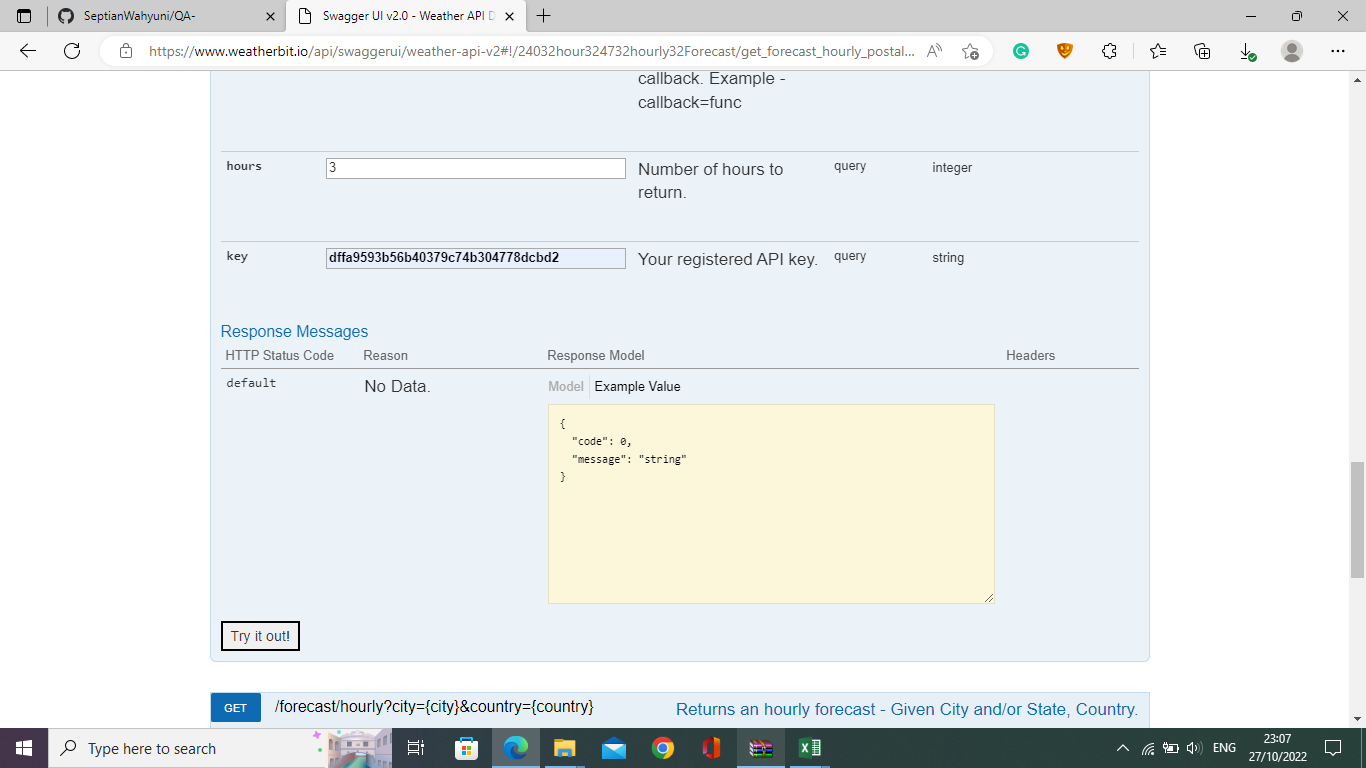 SeptianWahyuni/QA-
Swagger UI v2.0 - Weather API D
https://www.weatherbit.io/api/swaggerui/weather-api-v2#!/24032hour324732hourly32Forecast/get_forecast_hourly_postal...
callback. Example -
callback=func
hours
3
Number of hours to
return.
query
integer
key
dffa9593b56b40379c74b304778dcbd2
Your registered API key.
query
string
Response Messages
HTTP Status Code
Reason
Response Model
Headers
default
No Data.
Model
Example Value
{
"code": 0,
"message": "string"
}
Try it out!
GET
/forecast/hourly?city={city}&country={country}
Returns an hourly forecast - Given City and/or State, Country.
Type here to search
ENG
23:07
27/10/2022